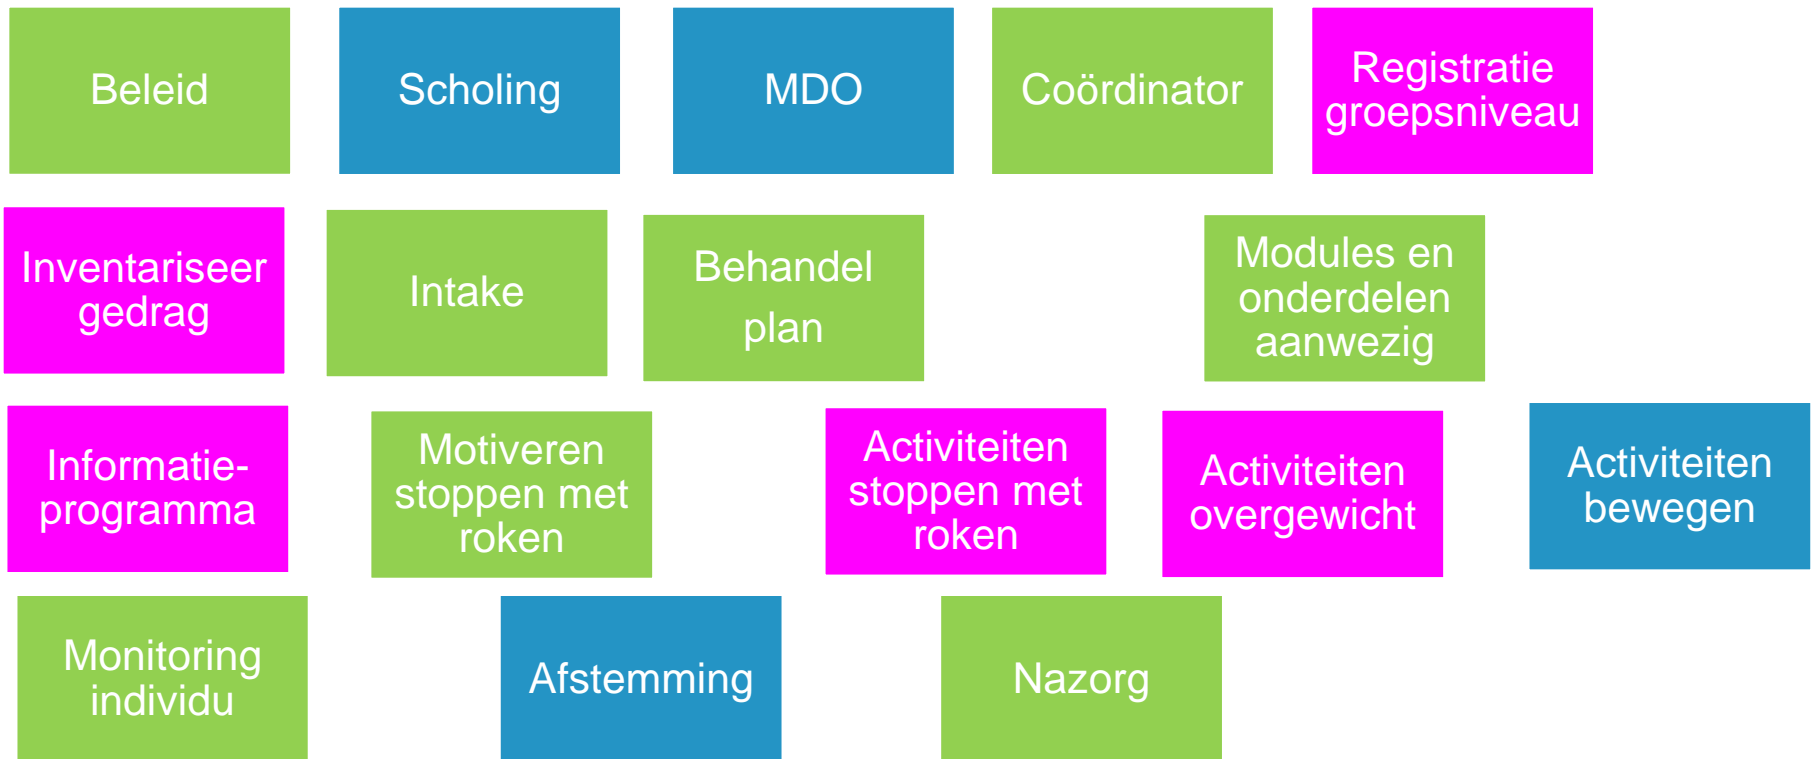 Beleid
Scholing
MDO
Coördinator
Registratie
groepsniveau
Inventariseer
gedrag
Intake
Behandel
plan
Modules en
onderdelen
aanwezig
Informatie-
programma
Motiveren
stoppen met
roken
Activiteiten
stoppen met
roken
Activiteiten
overgewicht
Activiteiten
bewegen
Monitoring
individu
Afstemming
Nazorg